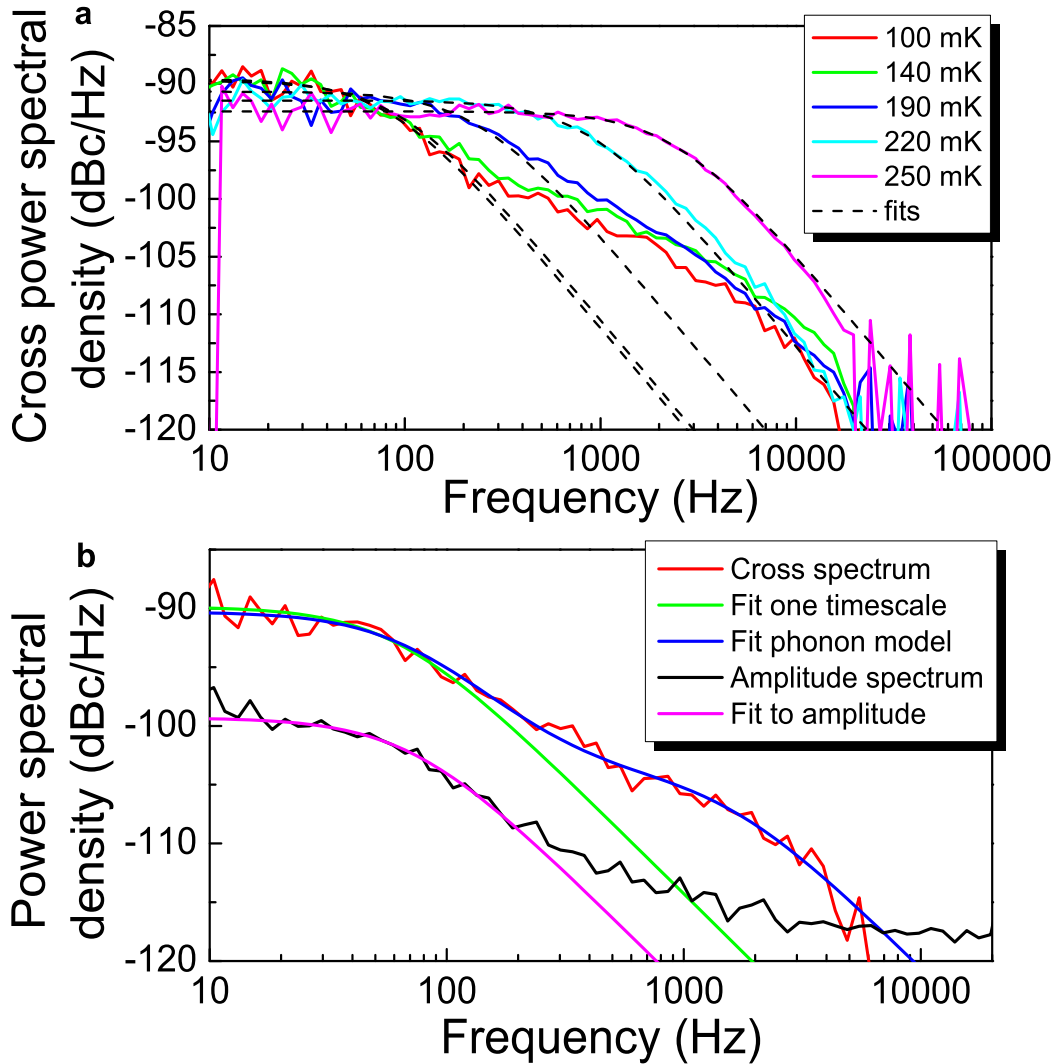 a
Cross power spectral
density (dBc/Hz)
-85
-90
-95
-100
-105
-110
-115
-120
10
100
1000
10000
100000
Frequency (Hz)
100 mK
140 mK
190 mK
220 mK
250 mK
fits
b
Power spectral
density (dBc/Hz)
-90
-100
-110
-120
10
100
1000
10000
Frequency (Hz)
Cross spectrum
Fit one timescale
Fit phonon model
Amplitude spectrum
Fit to amplitude